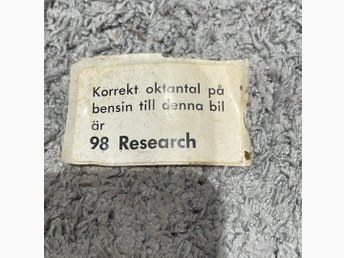 Korrekt oktantal på
bensin till denna bil
är
98 Research